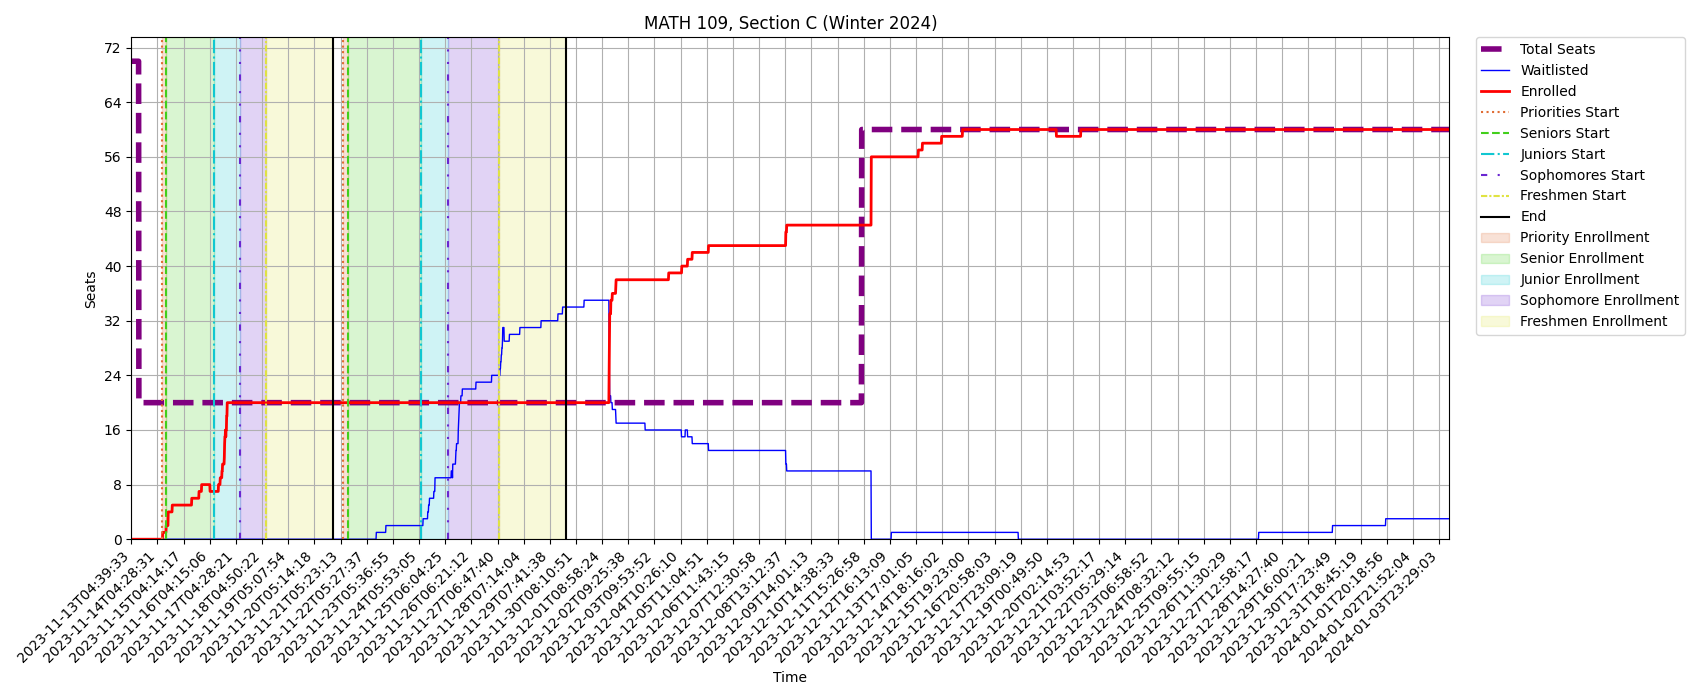 MATH 109, Section C (Winter 2024)
Seats
72
64
56
48
40
32
24
16
8
0
2023-11-13T04:39:33
2023-11-14T04:28:31
2023-11-15T04:14:17
2023-11-16T04:15:06
2023-11-17T04:28:21
2023-11-18T04:50:22
2023-11-19T05:07:54
2023-11-20T05:14:18
2023-11-21T05:23:13
2023-11-22T05:27:37
2023-11-23T05:36:55
2023-11-24T05:53:05
2023-11-25T06:04:25
2023-11-26T06:21:12
2023-11-27T06:47:40
2023-11-28T07:14:04
2023-11-29T07:41:38
2023-11-30T08:10:51
2023-12-01T08:58:24
2023-12-02T09:25:38
2023-12-03T09:53:52
2023-12-04T10:26:10
2023-12-05T11:04:51
2023-12-06T11:43:15
2023-12-07T12:30:58
2023-12-08T13:12:37
2023-12-09T14:01:13
2023-12-10T14:38:33
2023-12-11T15:26:58
2023-12-12T16:13:09
2023-12-13T17:01:05
2023-12-14T18:16:02
2023-12-15T19:23:00
2023-12-16T20:58:03
2023-12-17T23:09:19
2023-12-19T00:49:50
2023-12-20T02:14:53
2023-12-21T03:52:17
2023-12-22T05:29:14
2023-12-23T06:58:52
2023-12-24T08:32:12
2023-12-25T09:55:15
2023-12-26T11:30:29
2023-12-27T12:58:17
2023-12-28T14:27:40
2023-12-29T16:00:21
2023-12-30T17:23:49
2023-12-31T18:45:19
2024-01-01T20:18:56
2024-01-02T21:52:04
2024-01-03T23:29:03
Time
Total Seats
Waitlisted
Enrolled
Priorities Start
Seniors Start
Juniors Start
Sophomores Start
Freshmen Start
End
Priority Enrollment
Senior Enrollment
Junior Enrollment
Sophomore Enrollment
Freshmen Enrollment